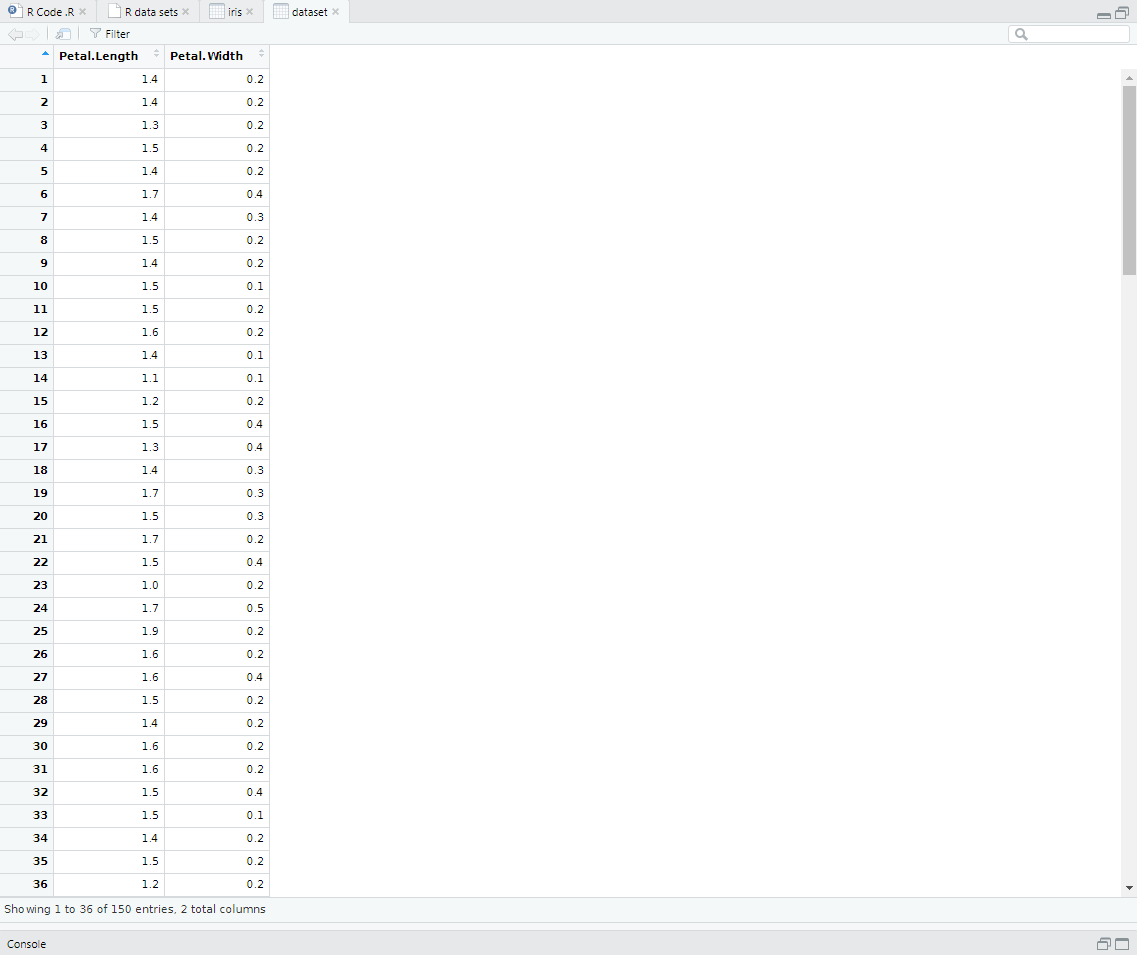 R Code .R R data sets iris dataset
Filter
Petal.Length Petal.Width
1 1.4 0.2
2 1.4 0.2
3 1.3 0.2
4 1.5 0.2
5 1.4 0.2
6 1.7 0.4
7 1.4 0.3
8 1.5 0.2
9 1.4 0.2
10 1.5 0.1
11 1.5 0.2
12 1.6 0.2
13 1.4 0.1
14 1.1 0.1
15 1.2 0.2
16 1.5 0.4
17 1.3 0.4
18 1.4 0.3
19 1.7 0.3
20 1.5 0.3
21 1.7 0.2
22 1.5 0.4
23 1.0 0.2
24 1.7 0.5
25 1.9 0.2
26 1.6 0.2
27 1.6 0.4
28 1.5 0.2
29 1.4 0.2
30 1.6 0.2
31 1.6 0.2
32 1.5 0.4
33 1.5 0.1
34 1.4 0.2
35 1.5 0.2
36 1.2 0.2
Showing 1 to 36 of 150 entries, 2 total columns
Console